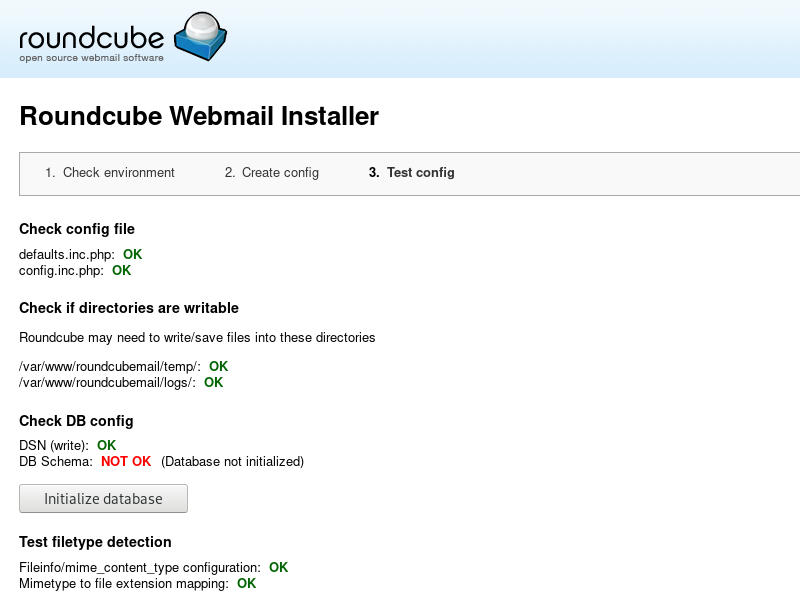 roundcube
open source webmail software
Roundcube Webmail Installer
1. Check environment 2. Create config 3. Test config
Check config file
defaults.inc.php: OK
config.inc.php: OK
Check if directories are writable
Roundcube may need to write/save files into these directories
/var/www/roundcubemail/temp/: OK
/var/www/roundcubemail/logs/: OK
Check DB config
DSN (write): OK
DB Schema: NOT OK (Database not initialized)
Initialize database
Test filetype detection
Fileinfo/mime_content_type configuration: OK
Mimetype to file extension mapping: OK